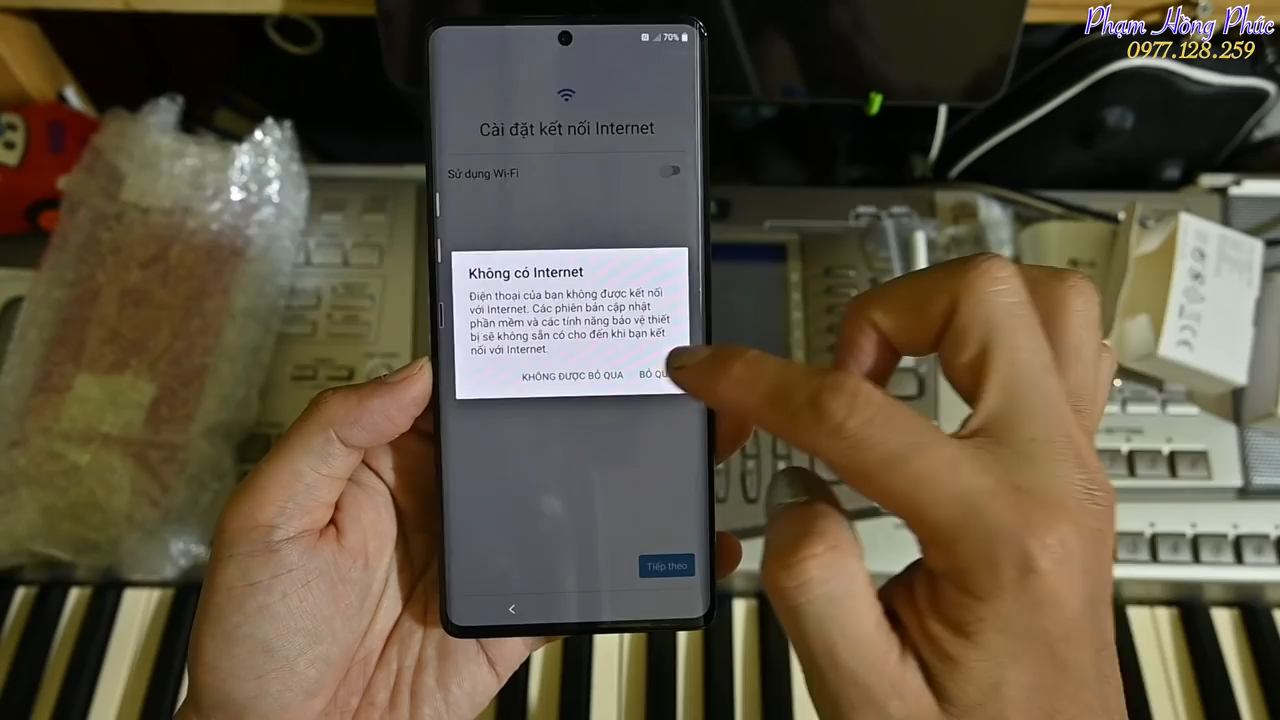 Phạm Hồng Phúc
0977.128.259
70%
Cài đặt kết nối Internet
Sử dụng Wi-Fi
Không có Internet
Điện thoại của bạn không được kết nối
với Internet. Các phiên bản cập nhật
phần mềm và các tính năng bảo vệ thiết
bị sẽ không sẵn có cho đến khi bạn kết
nối với Internet.
KHÔNG ĐƯỢC BỎ QUA BỎ
Tiếp theo